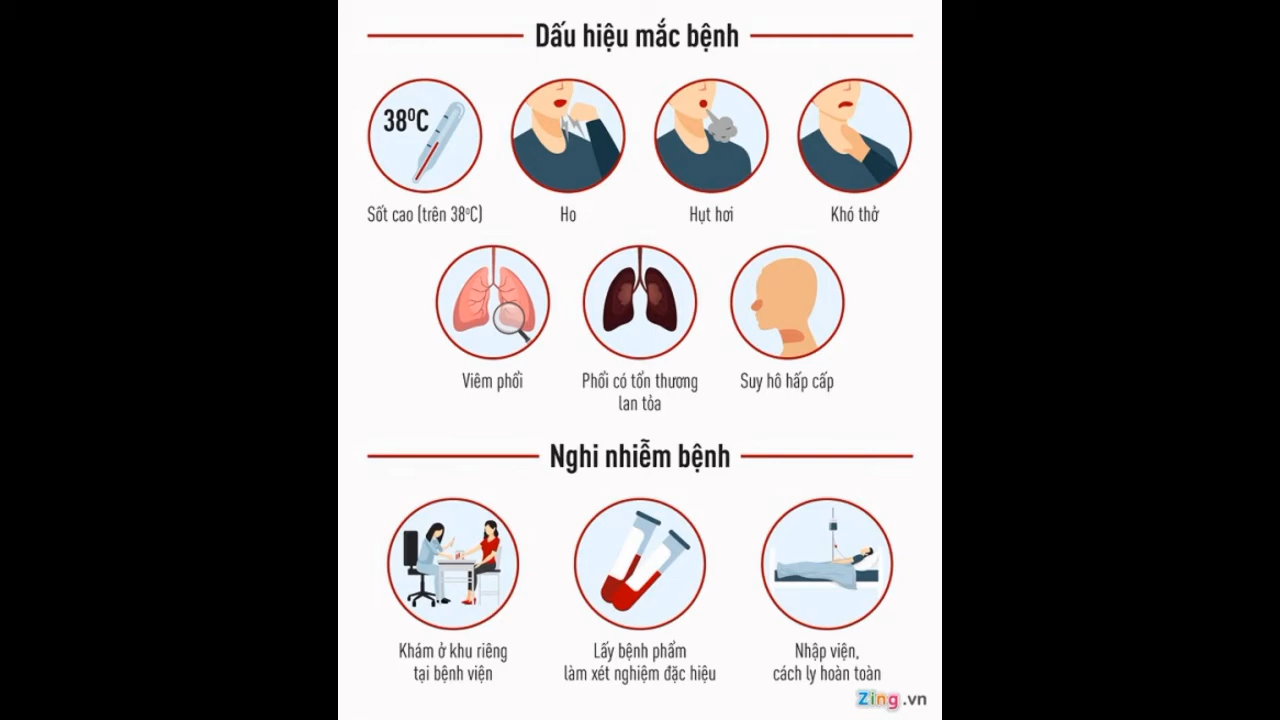 Dấu hiệu mắc bệnh
38⁰C
Sốt cao (trên 38⁰C)
Ho
Hụt hơi
Khó thở
Viêm phổi
Phổi có tổn thương
lan tỏa
Suy hô hấp cấp
Nghi nhiễm bệnh
Khám ở khu riêng
tại bệnh viện
Lấy bệnh phẩm
làm xét nghiệm đặc hiệu
Nhập viện,
cách ly hoàn toàn
Zing.vn